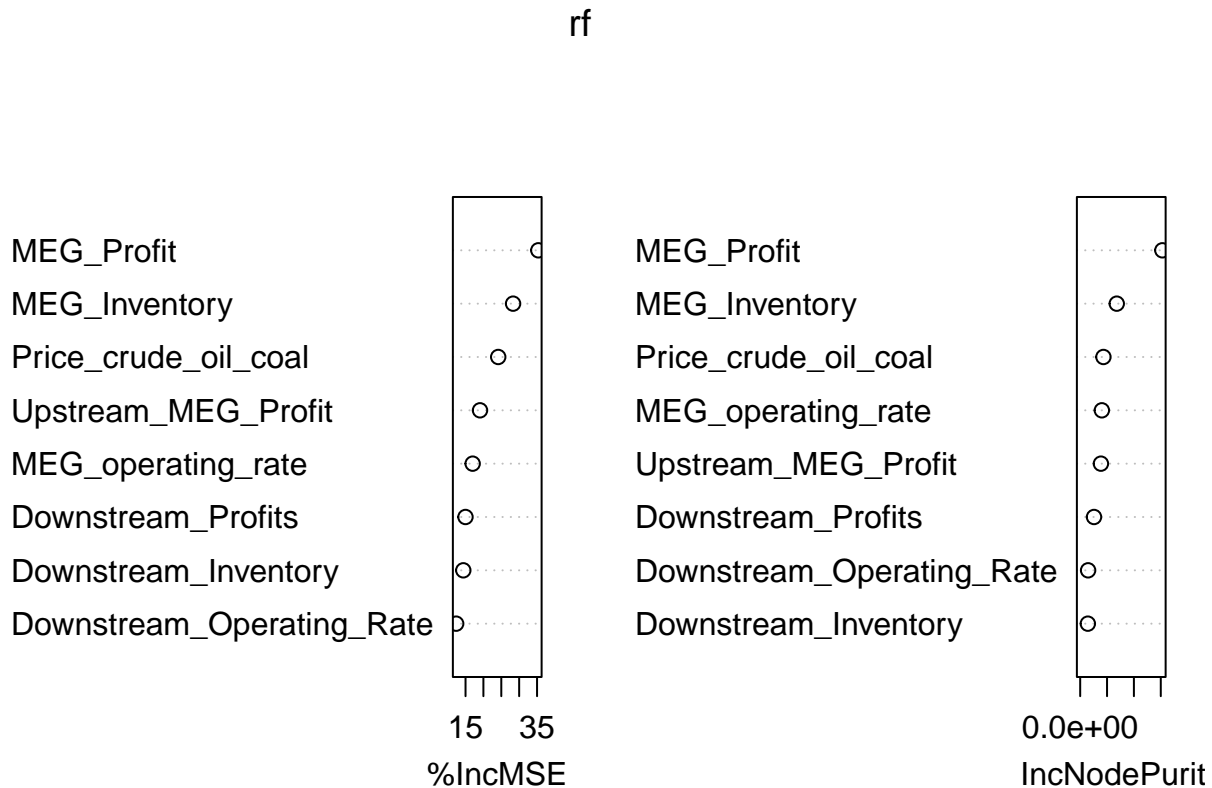 rf
MEG_Profit
MEG_Inventory
Price_crude_oil_coal
Upstream_MEG_Profit
MEG_operating_rate
Downstream_Profits
Downstream_Inventory
Downstream_Operating_Rate
15 35
%IncMSE
MEG_Profit
MEG_Inventory
Price_crude_oil_coal
MEG_operating_rate
Upstream_MEG_Profit
Downstream_Profits
Downstream_Operating_Rate
Downstream_Inventory
0.0e+00
IncNodePurit